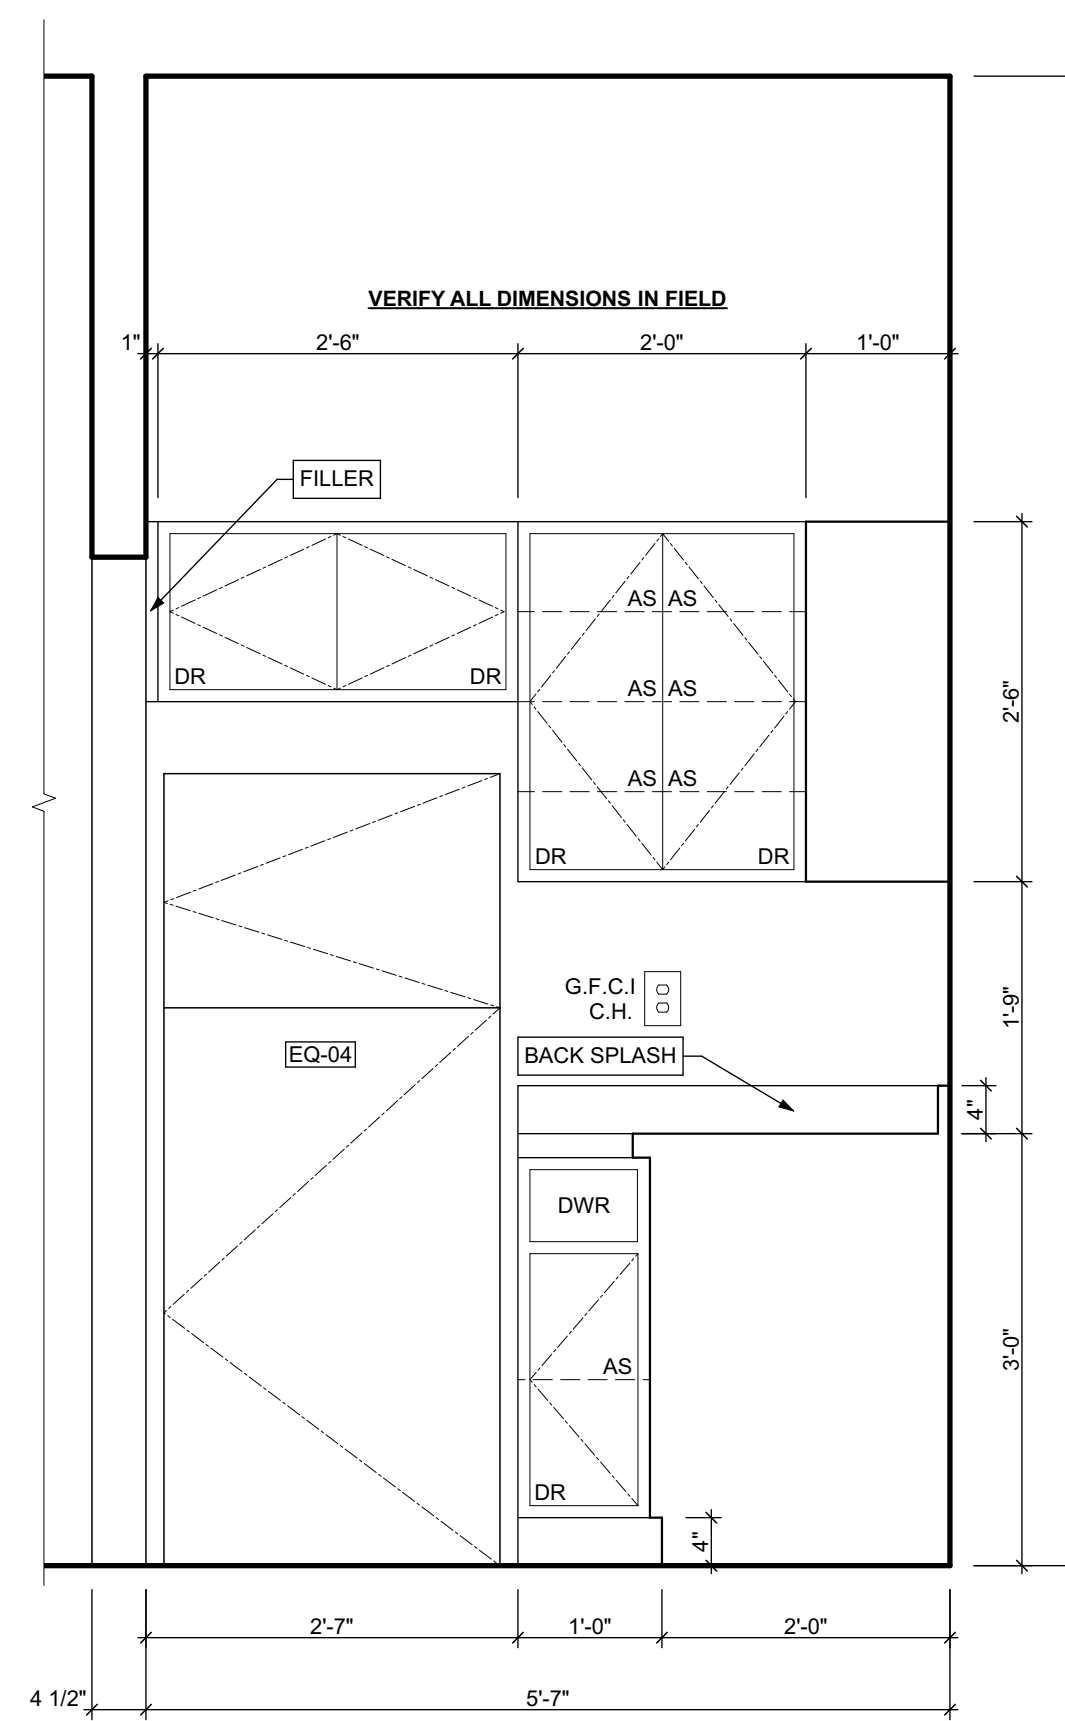 VERIFY ALL DIMENSIONS IN FIELD
1"
2'-6"
2'-0"
1'-0"
FILLER
AS AS
DR
DR
AS AS
2'-6"
AS AS
DR
DR
G.F.C.I
C.H.
1'-9"
EQ-04
BACK SPLASH
4"
DWR
3'-0"
AS
DR
4"
2'-7"
1'-0"
2'-0"
4 1/2"
5'-7"